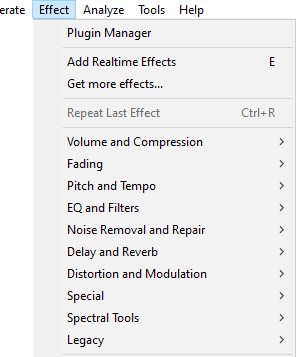 erate Effect Analyze Tools Help
Plugin Manager
Add Realtime Effects E
Get more effects...
Repeat Last Effect Ctrl+R
Volume and Compression
Fading
Pitch and Tempo
EQ and Filters
Noise Removal and Repair
Delay and Reverb
Distortion and Modulation
Special
Spectral Tools
Legacy